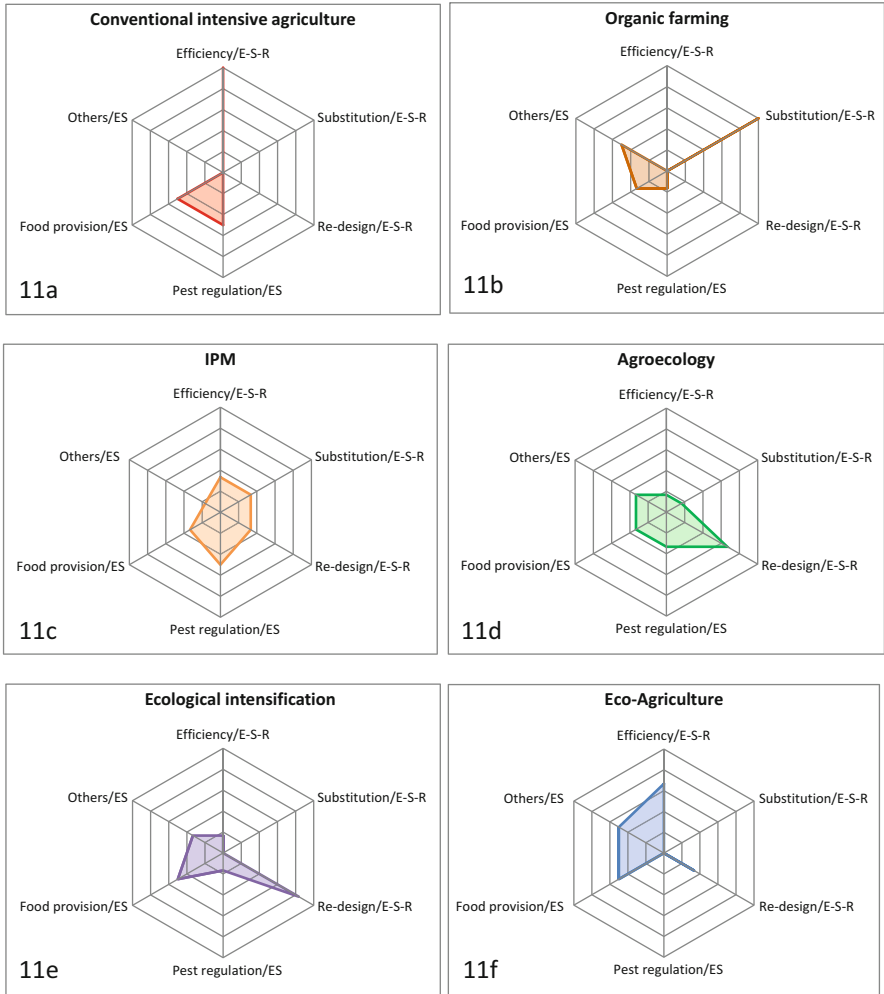 Conventional intensive agriculture
Efficiency/E-S-R
Others/ES
Substitution/E-S-R
Food provision/ES
Re-design/E-S-R
Pest regulation/ES
11a
Organic farming
Efficiency/E-S-R
Others/ES
Substitution/E-S-R
Food provision/ES
Re-design/E-S-R
Pest regulation/ES
11b
IPM
Efficiency/E-S-R
Others/ES
Substitution/E-S-R
Food provision/ES
Re-design/E-S-R
Pest regulation/ES
11c
Agroecology
Efficiency/E-S-R
Others/ES
Substitution/E-S-R
Food provision/ES
Re-design/E-S-R
Pest regulation/ES
11d
Ecological intensification
Efficiency/E-S-R
Others/ES
Substitution/E-S-R
Food provision/ES
Re-design/E-S-R
Pest regulation/ES
11e
Eco-Agriculture
Efficiency/E-S-R
Others/ES
Substitution/E-S-R
Food provision/ES
Re-design/E-S-R
Pest regulation/ES
11f